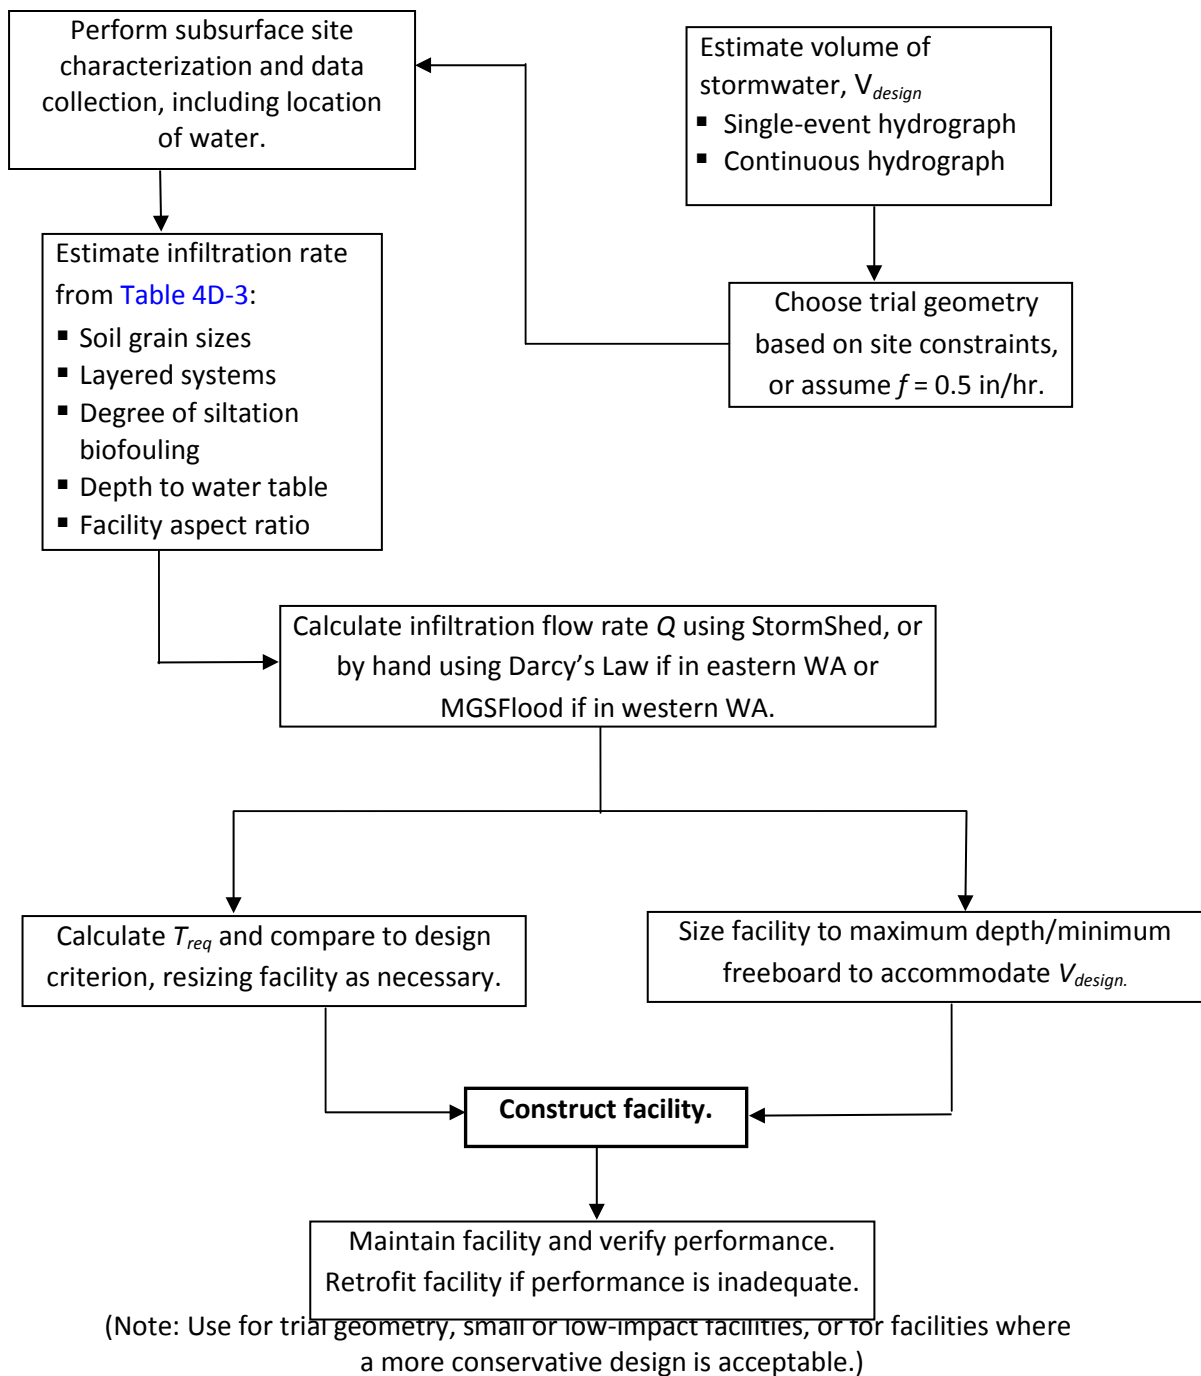 Perform subsurface site
characterization and data
collection, including location
of water.
Estimate volume of
stormwater, Vdesign
▪ Single-event hydrograph
▪ Continuous hydrograph
Choose trial geometry
based on site constraints,
or assume f = 0.5 in/hr.
Estimate infiltration rate
from Table 4D-3:
▪ Soil grain sizes
▪ Layered systems
▪ Degree of siltation
biofouling
▪ Depth to water table
▪ Facility aspect ratio
Calculate infiltration flow rate Q using StormShed, or
by hand using Darcy’s Law if in eastern WA or
MGSFlood if in western WA.
Calculate Treq and compare to design
criterion, resizing facility as necessary.
Size facility to maximum depth/minimum
freeboard to accommodate Vdesign.
Construct facility.
Maintain facility and verify performance.
Retrofit facility if performance is inadequate.
(Note: Use for trial geometry, small or low-impact facilities, or for facilities where
a more conservative design is acceptable.)